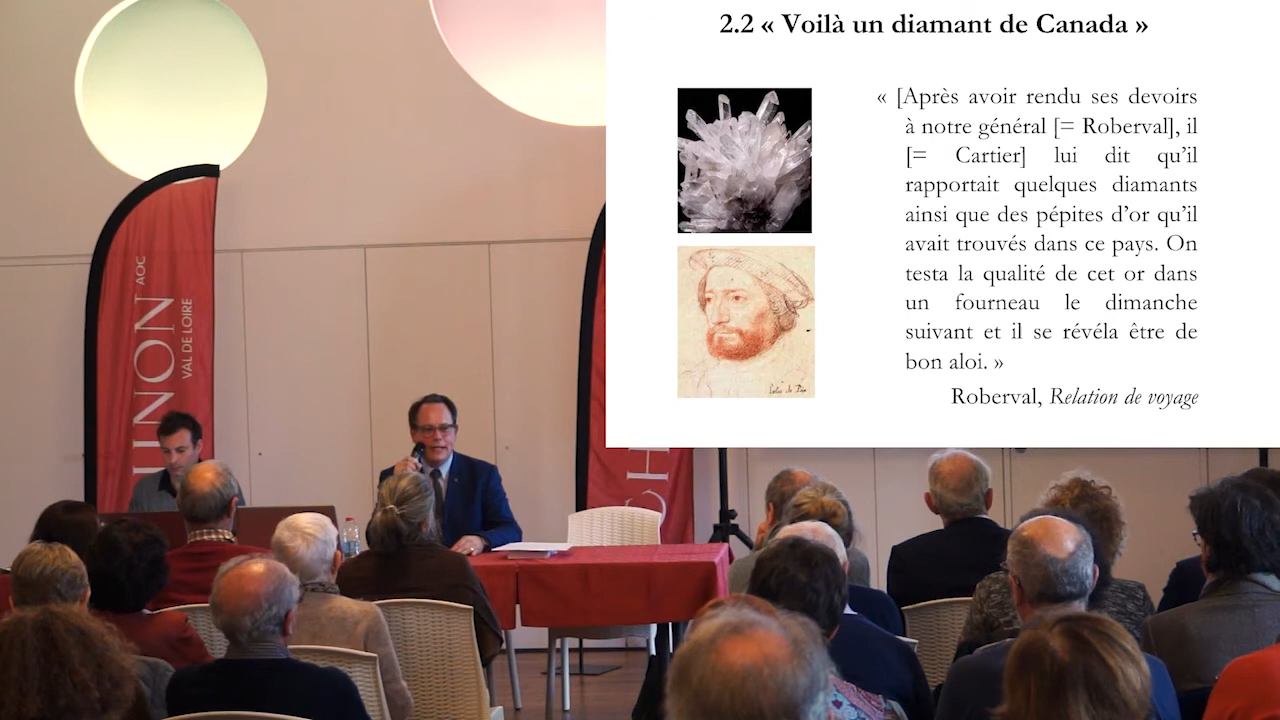 2.2 « Voilà un diamant de Canada »
« [Après avoir rendu ses devoirs
à notre général [= Roberval], il
[= Cartier] lui dit qu’il
rapportait quelques diamants
ainsi que des pépites d’or qu’il
avait trouvés dans ce pays. On
testa la qualité de cet or dans
un fourneau le dimanche
suivant et il se révéla être de
bon aloi. »
Roberval, Relation de voyage
INON AOC
VAL DE LOIRE
CH